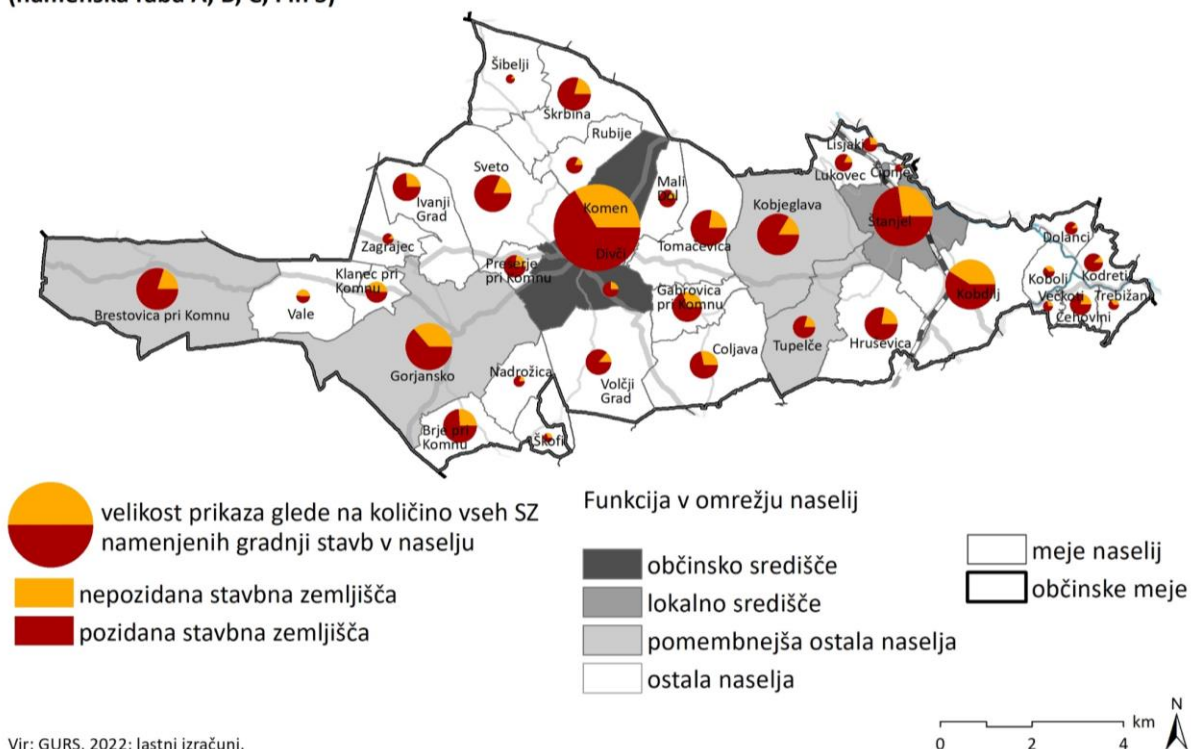 Šibelji
Škrbina
Rubije
Sveto
Ivanji
Grad
Zagrajec
Komen
Divči
Mali
Dol
Tomačevica
Kobjeglava
Lisjaki
Lukovec
Čipnje
Štanjel
Kobdilj
Dolanci
Koboli
Kodreti
Večkoti
Trebižani
Čehovini
Preserje
pri Komnu
Klanec pri
Komnu
Vale
Brestovica pri Komnu
Gorjansko
Nadrožica
Brje pri
Komnu
Škofi
Volčji
Grad
Gabrovica
pri Komnu
Coljava
Tupelče
Hruševica
velikost prikaza glede na količino vseh SZ
namenjenih gradnji stavb v naselju
nepozidana stavbna zemljišča
pozidana stavbna zemljišča
Funkcija v omrežju naselij
občinsko središče
lokalno središče
pomembnejša ostala naselja
ostala naselja
meje naselij
občinske meje
Vir: GURS, 2022; lastni izračuni.
N
km
0 2 4